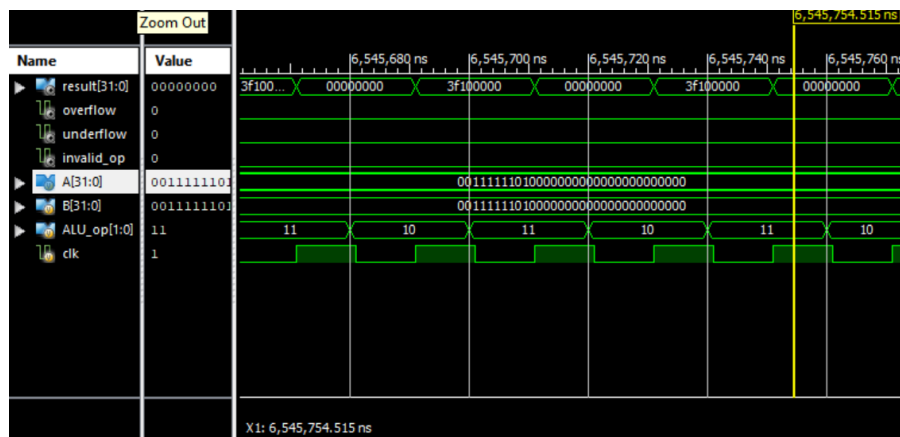 6,545,754.515 ns
Zoom Out
Name Value 6,545,680 ns 6,545,700 ns 6,545,720 ns 6,545,740 ns 6,545,760 n
result[31:0] 00000000 3f100... 00000000 3f100000 00000000 3f100000 00000000
overflow 0
underflow 0
invalid_op 0
A[31:0] 0011111101 00111111010000000000000000000000
B[31:0] 0011111101 00111111010000000000000000000000
ALU_op[1:0] 11 11 10 11 10 11 10
clk 1
X1: 6,545,754.515 ns